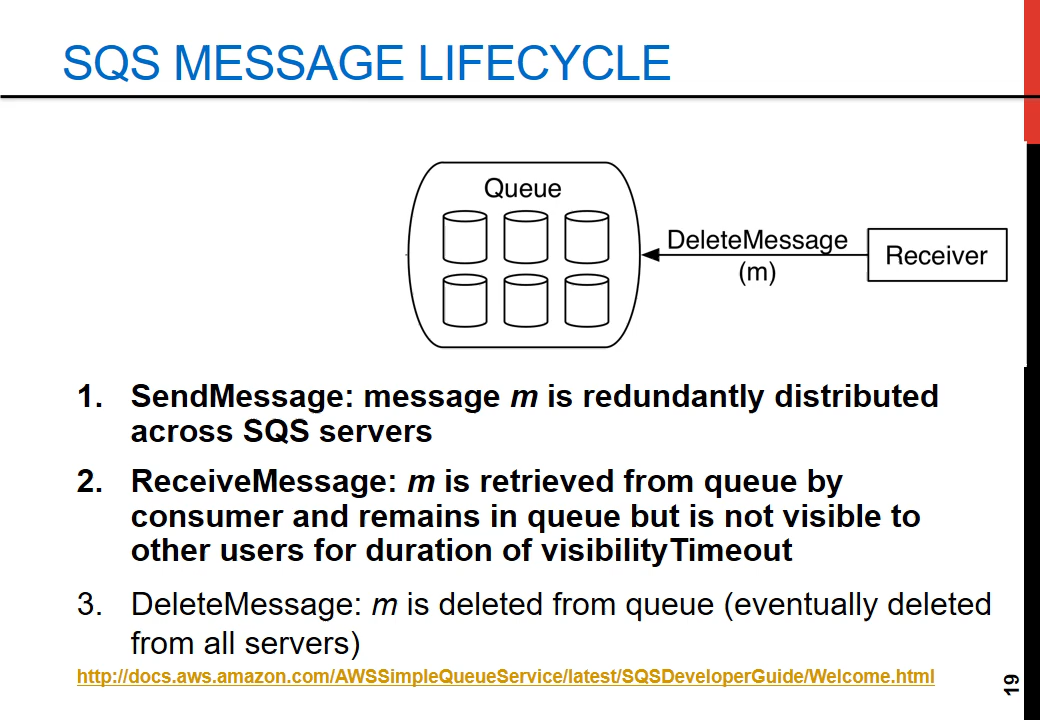 SQS MESSAGE LIFECYCLE
Queue
DeleteMessage
(m)
Receiver
1. SendMessage: message m is redundantly distributed
across SQS servers
2. ReceiveMessage: m is retrieved from queue by
consumer and remains in queue but is not visible to
other users for duration of visibilityTimeout
3. DeleteMessage: m is deleted from queue (eventually deleted
from all servers)
http://docs.aws.amazon.com/AWSSimpleQueueService/latest/SQSDeveloperGuide/Welcome.html
19